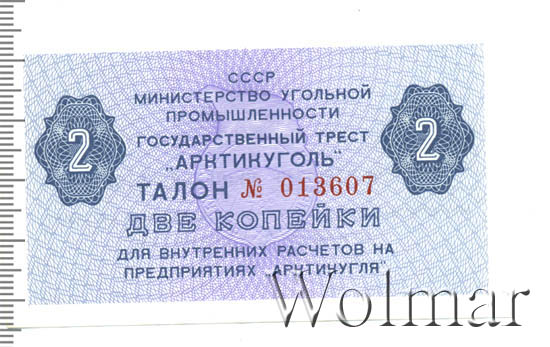 СССР
МИНИСТЕРСТВО УГОЛЬНОЙ
ПРОМЫШЛЕННОСТИ
ГОСУДАРСТВЕННЫЙ ТРЕСТ
„АРКТИКУГОЛЬ"
ТАЛОН № 013607
2 2
ДВЕ КОПЕЙКИ
ДЛЯ ВНУТРЕННИХ РАСЧЕТОВ НА
ПРЕДПРИЯТИЯХ „АРКТИКУГЛЯ"
Wolmar